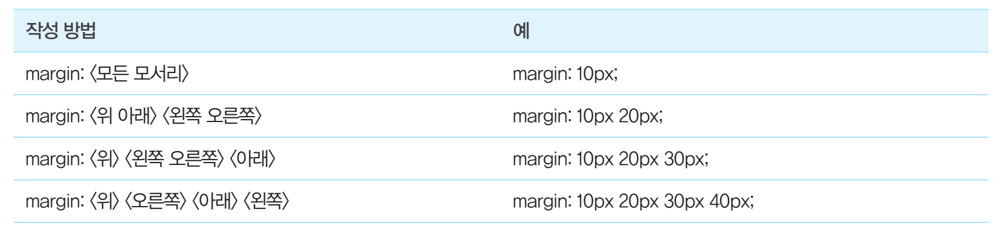 작성 방법 예
margin: 〈모든 모서리〉 margin: 10px;
margin: 〈위 아래〉 〈왼쪽 오른쪽〉 margin: 10px 20px;
margin: 〈위〉 〈왼쪽 오른쪽〉 〈아래〉 margin: 10px 20px 30px;
margin: 〈위〉 〈오른쪽〉 〈아래〉 〈왼쪽〉 margin: 10px 20px 30px 40px;